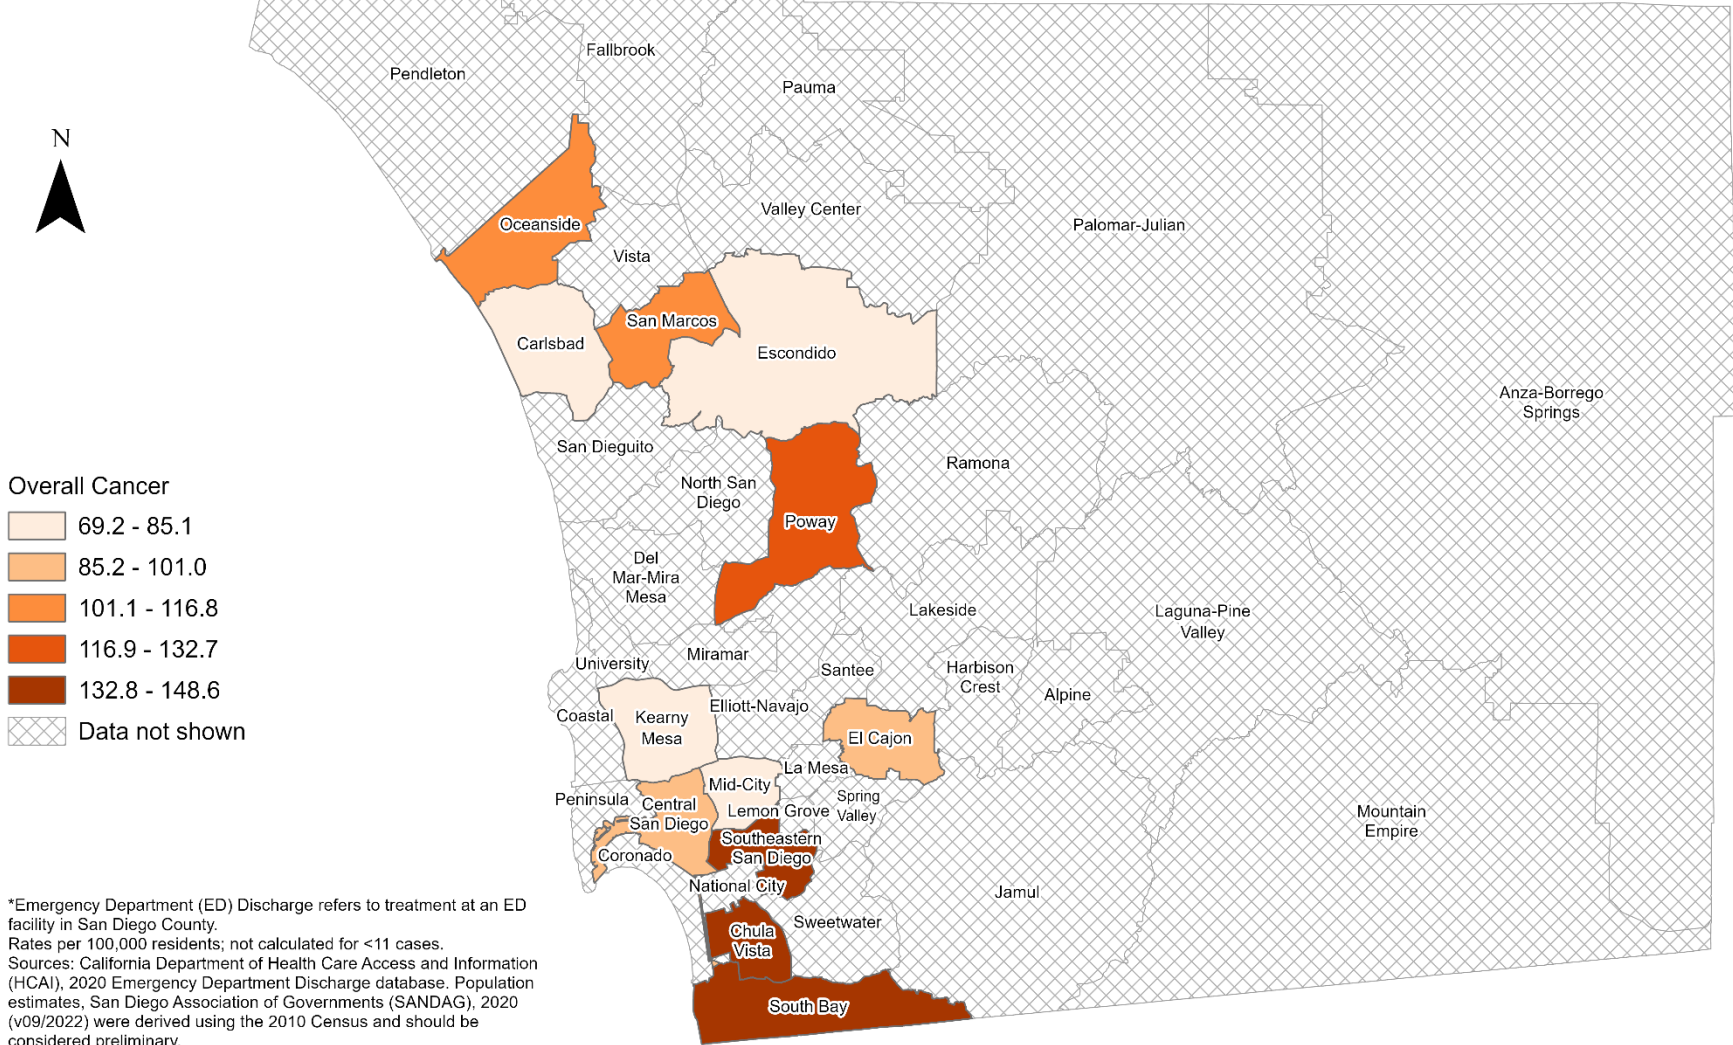 Fallbrook
Pendleton
Pauma
N
Valley Center
Oceanside
Palomar-Julian
Vista
San Marcos
Carlsbad
Escondido
Anza-Borrego
Springs
San Dieguito
Ramona
North San
Diego
Poway
Del
Mar-Mira
Mesa
Lakeside
Laguna-Pine
Valley
Miramar
University
Santee
Harbison
Crest
Alpine
Elliott-Navajo
Coastal
Kearny
Mesa
El Cajon
La Mesa
Mid-City
Peninsula
Central
San Diego
Lemon Grove
Spring
Valley
Mountain
Empire
Southeastern
San Diego
Coronado
National City
Jamul
Sweetwater
Chula
Vista
South Bay
Overall Cancer
69.2 - 85.1
85.2 - 101.0
101.1 - 116.8
116.9 - 132.7
132.8 - 148.6
Data not shown
*Emergency Department (ED) Discharge refers to treatment at an ED
facility in San Diego County.
Rates per 100,000 residents; not calculated for <11 cases.
Sources: California Department of Health Care Access and Information
(HCAI), 2020 Emergency Department Discharge database. Population
estimates, San Diego Association of Governments (SANDAG), 2020
(v09/2022) were derived using the 2010 Census and should be
considered preliminary.